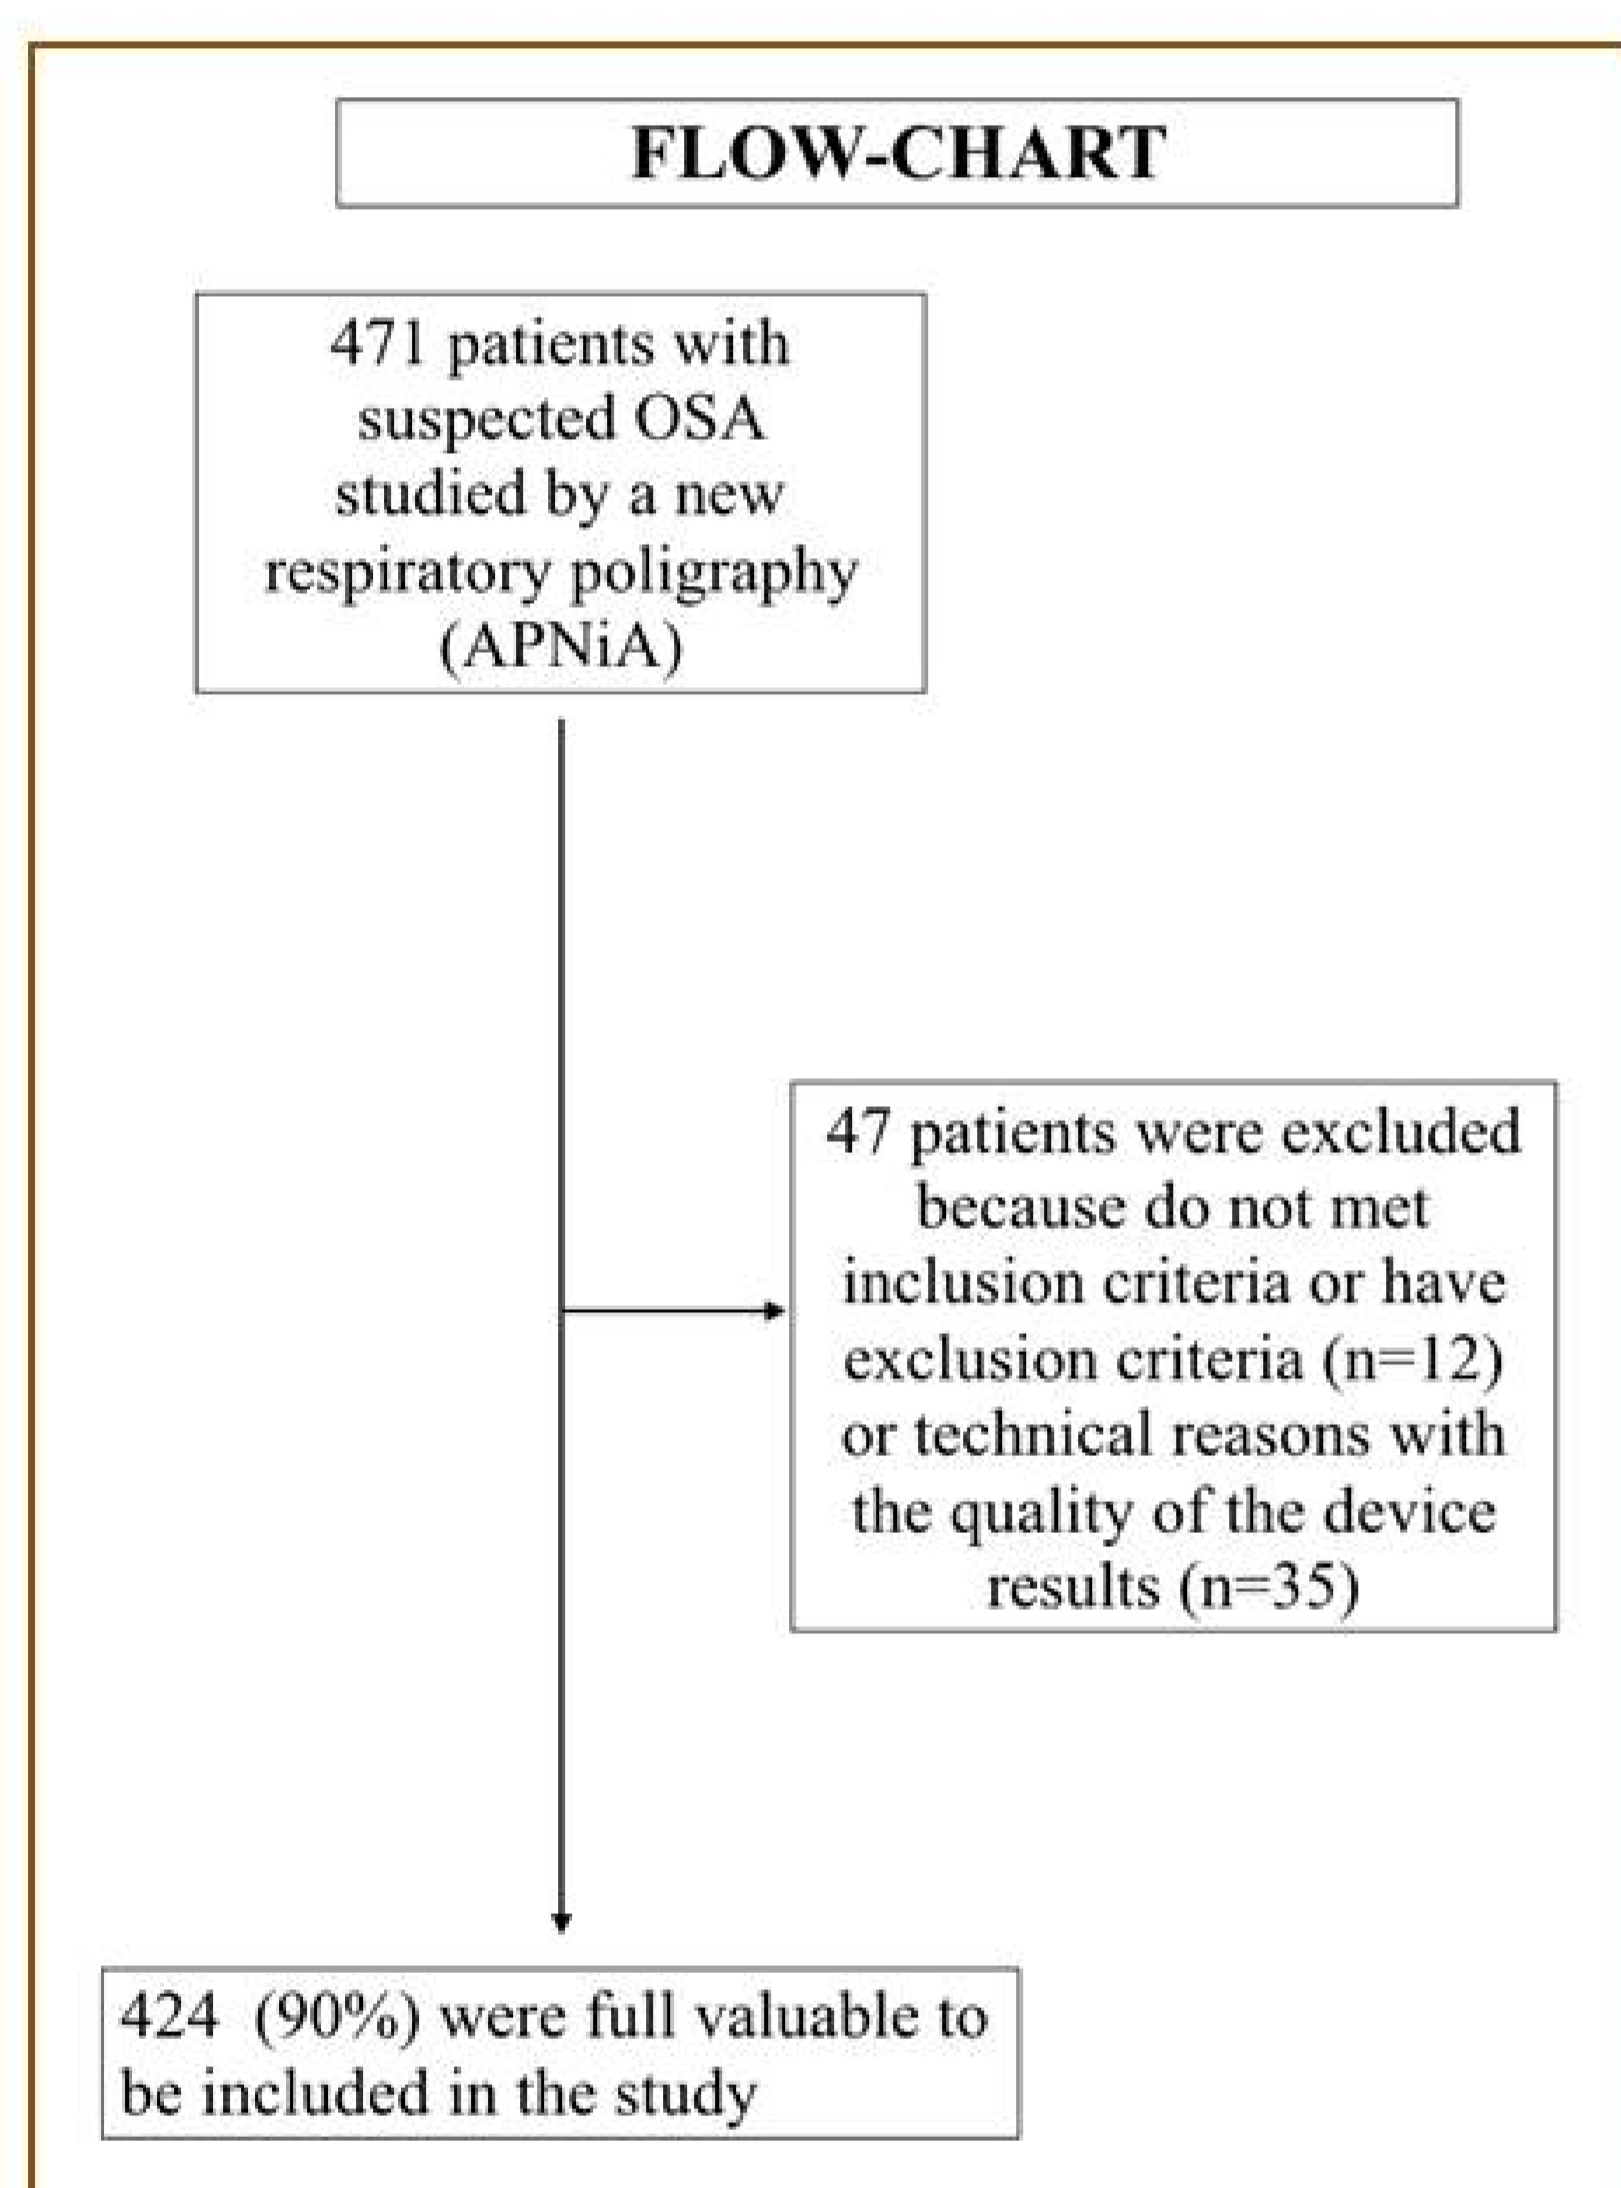 FLOW-CHART
471 patients with
suspected OSA
studied by a new
respiratory poligraphy
(APNiA)
47 patients were excluded
because do not met
inclusion criteria or have
exclusion criteria (n=12)
or technical reasons with
the quality of the device
results (n=35)
424 (90%) were full valuable to
be included in the study